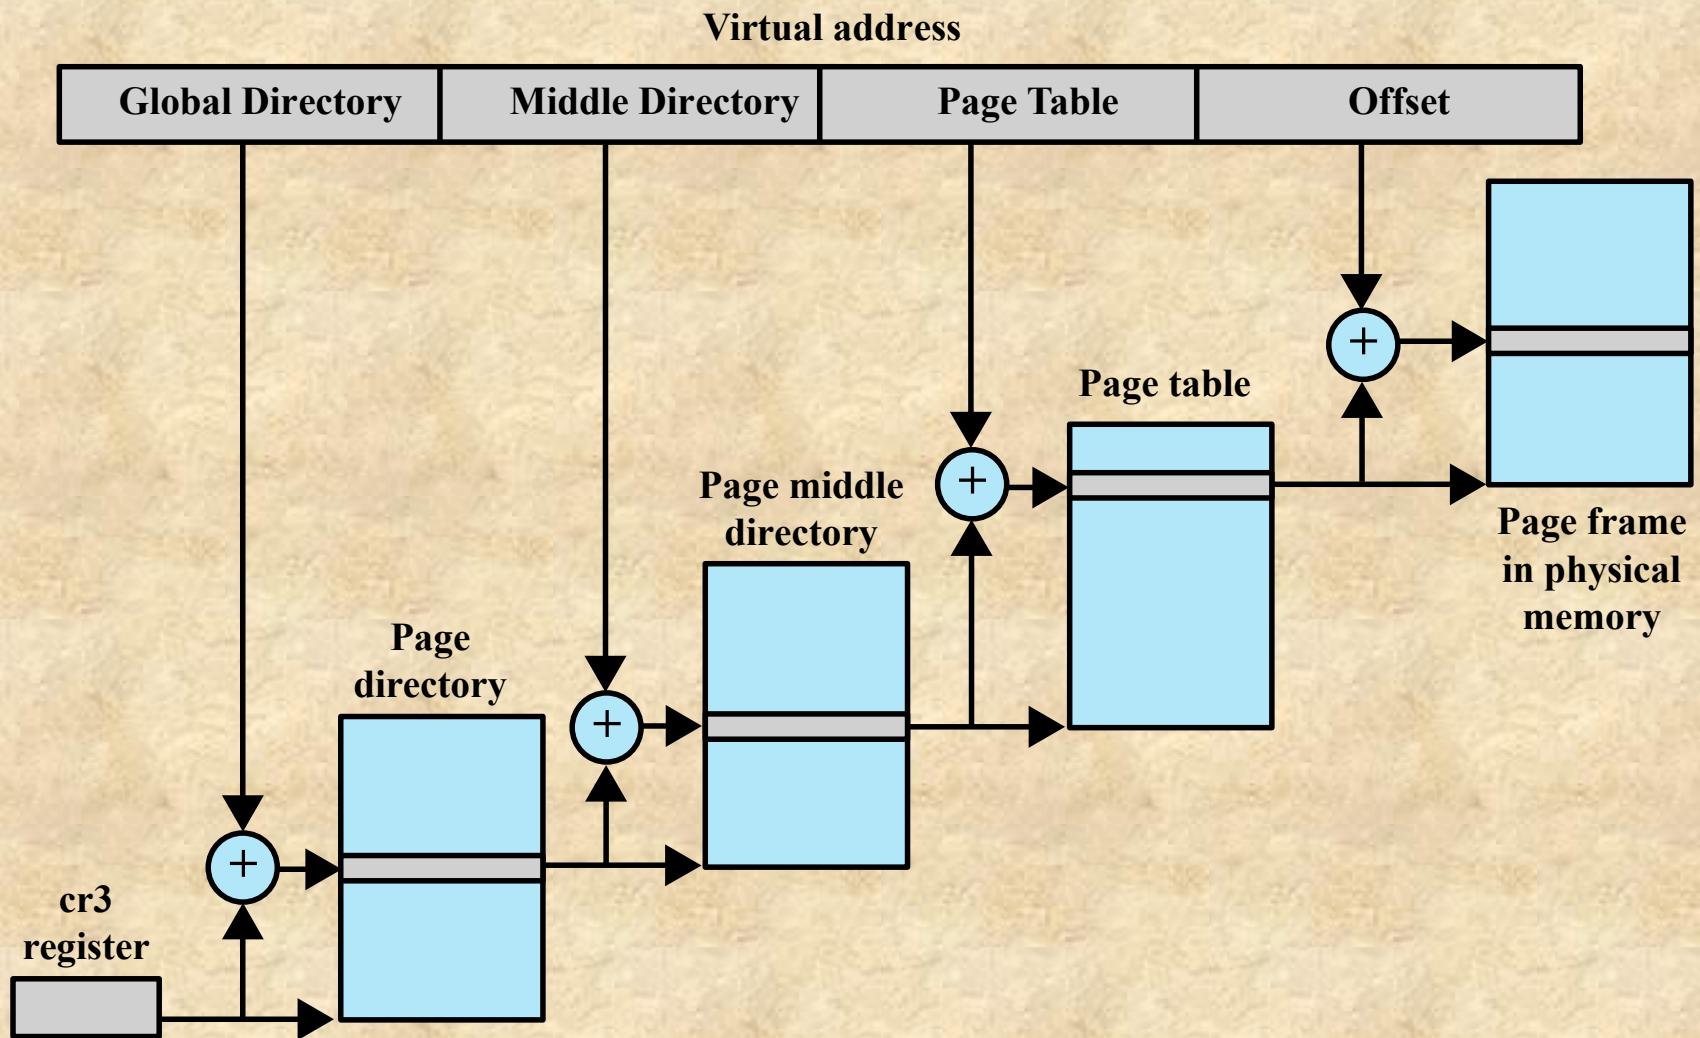 Virtual address
Global Directory
Middle Directory
Page Table
Offset
+
Page table
+
Page middle
directory
Page frame
in physical
memory
Page
directory
+
+
cr3
register